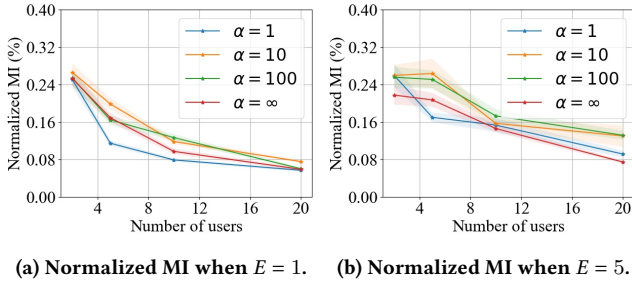 0.40
0.32
0.24
0.16
0.08
0.00
Normalized MI (%)
4 8 12 16 20
Number of users
α = 1
α = 10
α = 100
α = ∞
(a) Normalized MI when E = 1.
0.40
0.32
0.24
0.16
0.08
0.00
Normalized MI (%)
4 8 12 16 20
Number of users
α = 1
α = 10
α = 100
α = ∞
(b) Normalized MI when E = 5.